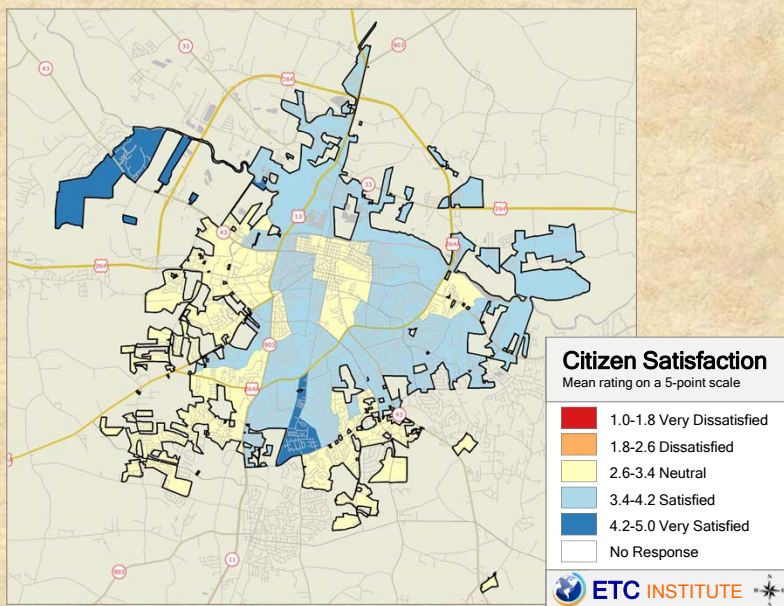 33
903
43
264
33
13
264
43
264A
264
903
264A
43
903
11
Citizen Satisfaction
Mean rating on a 5-point scale
1.0-1.8 Very Dissatisfied
1.8-2.6 Dissatisfied
2.6-3.4 Neutral
3.4-4.2 Satisfied
4.2-5.0 Very Satisfied
No Response
ETC INSTITUTE